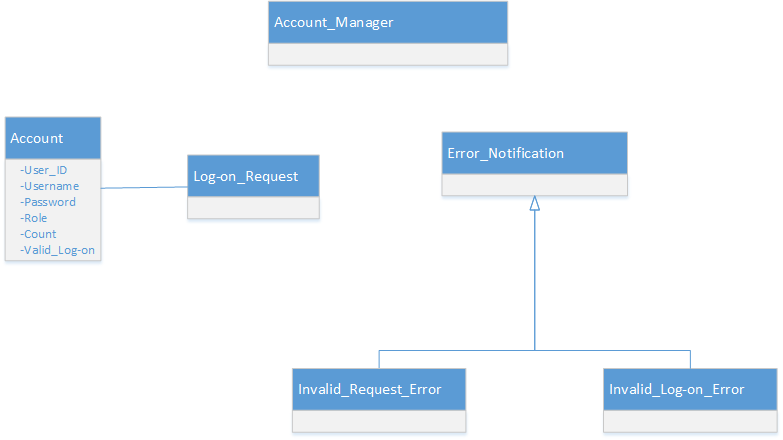 Account_Manager
Account
-User_ID
-Username
-Password
-Role
-Count
-Valid_Log-on
Log-on_Request
Error_Notification
Invalid_Request_Error
Invalid_Log-on_Error